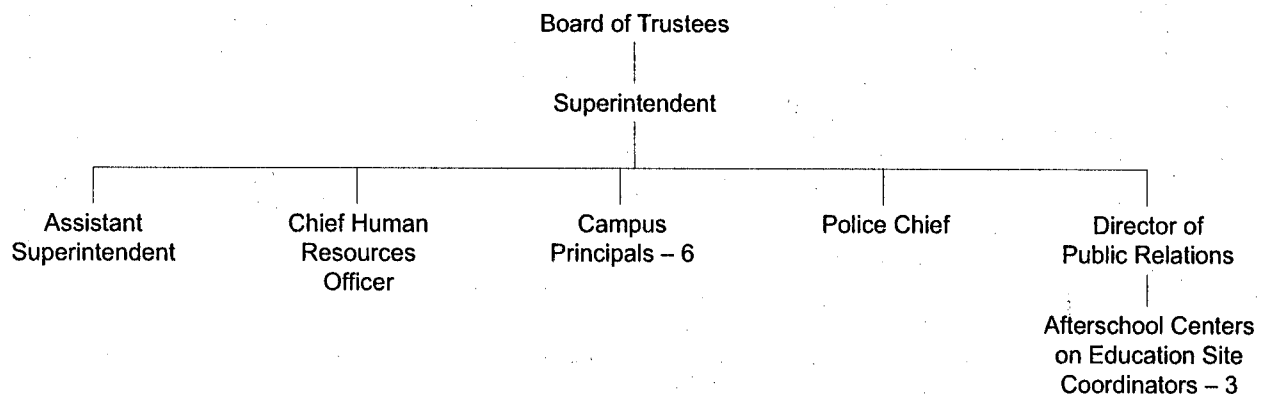 Board of Trustees
Superintendent
Assistant
Superintendent
Chief Human
Resources
Officer
Campus
Principals – 6
Police Chief
Director of
Public Relations
Afterschool Centers
on Education Site
Coordinators – 3